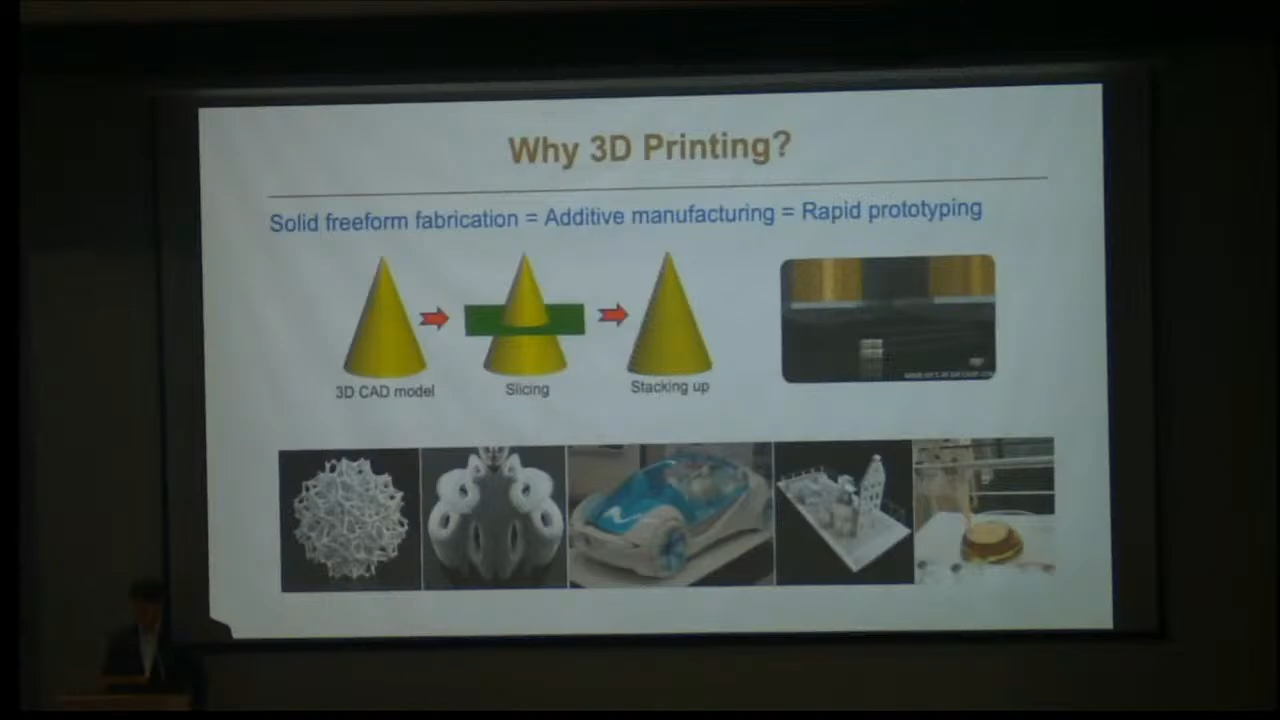 Why 3D Printing?
Solid freeform fabrication = Additive manufacturing = Rapid prototyping
3D CAD model
Slicing
Stacking up